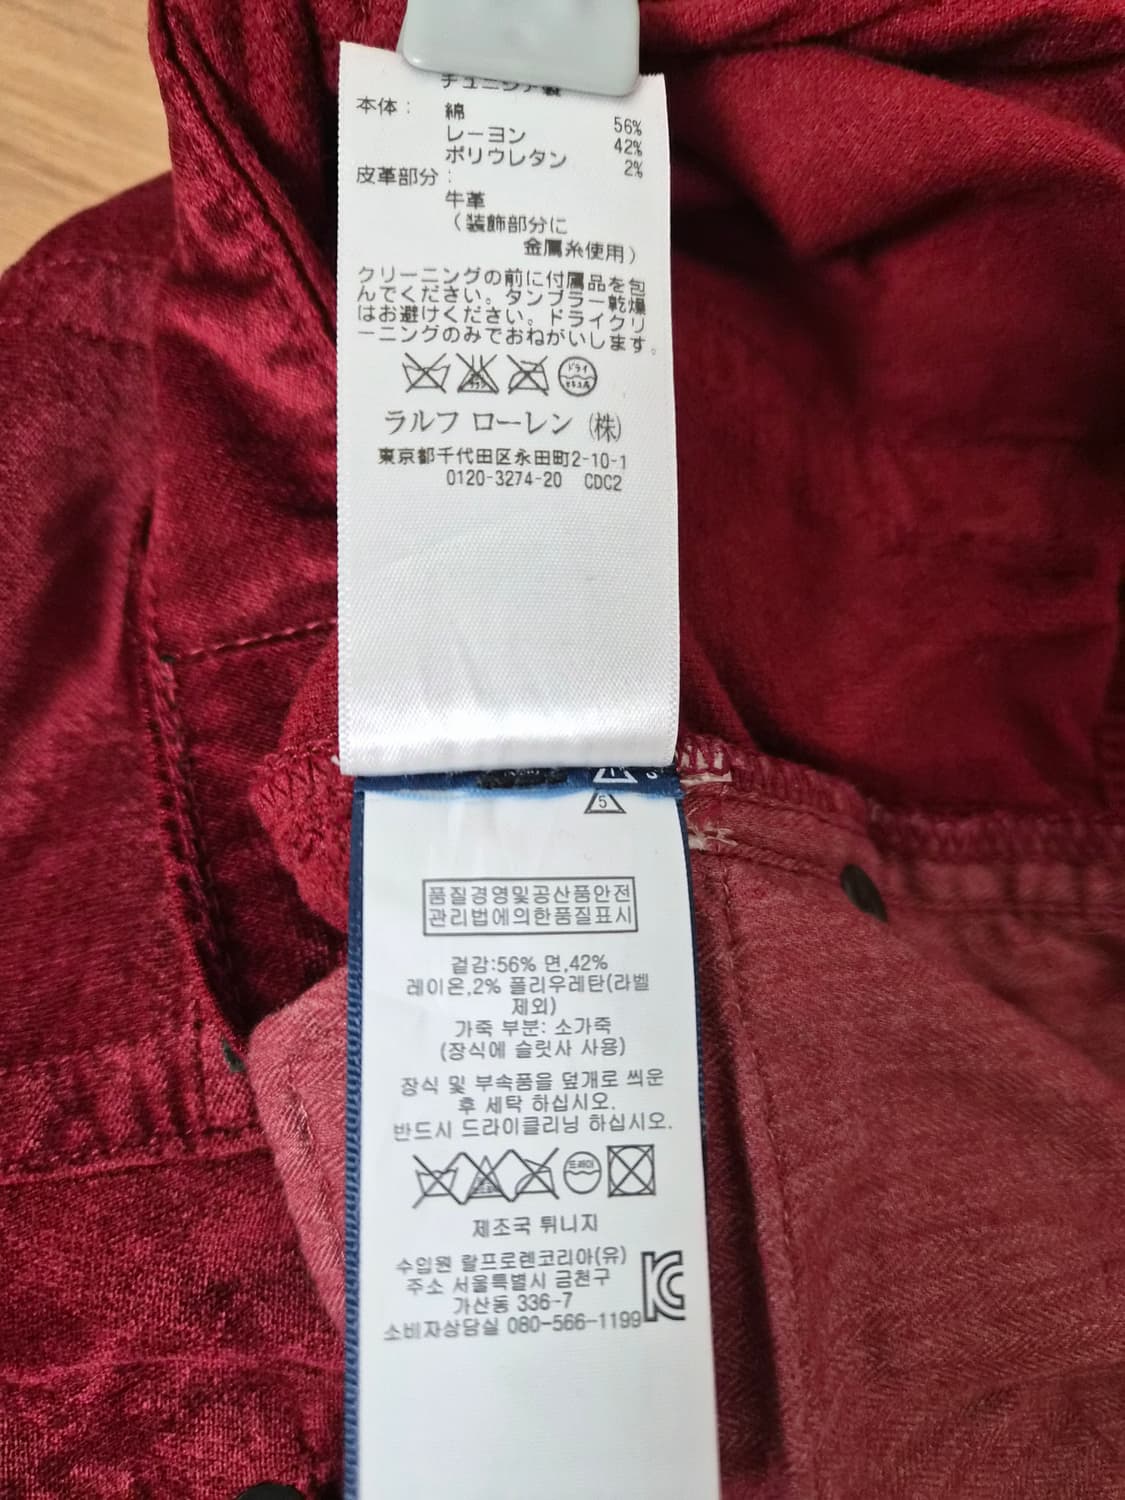 チュニジア製
本体: 綿 56%
レーヨン 42%
ポリウレタン 2%
皮革部分:
牛革
(装飾部分に
金属糸使用)
クリーニングの前に付属品を包
んでください。タンブラー乾燥
はお避けください。ドライクリ
ーニングのみでおねがいします。
ドライ
ラルフ ローレン (株)
東京都千代田区永田町2-10-1
0120-3274-20 CDC2
5
품질경영및공산품안전
관리법에의한품질표시
겉감:56% 면,42%
레이온,2% 폴리우레탄(라벨
제외)
가죽 부분: 소가죽
(장식에 슬릿사 사용)
장식 및 부속품을 덮개로 씌운
후 세탁 하십시오.
반드시 드라이클리닝 하십시오.
드라이
제조국 튀니지
수입원 랄프로렌코리아(유)
주소 서울특별시 금천구
가산동 336-7
소비자상담실 080-566-1199